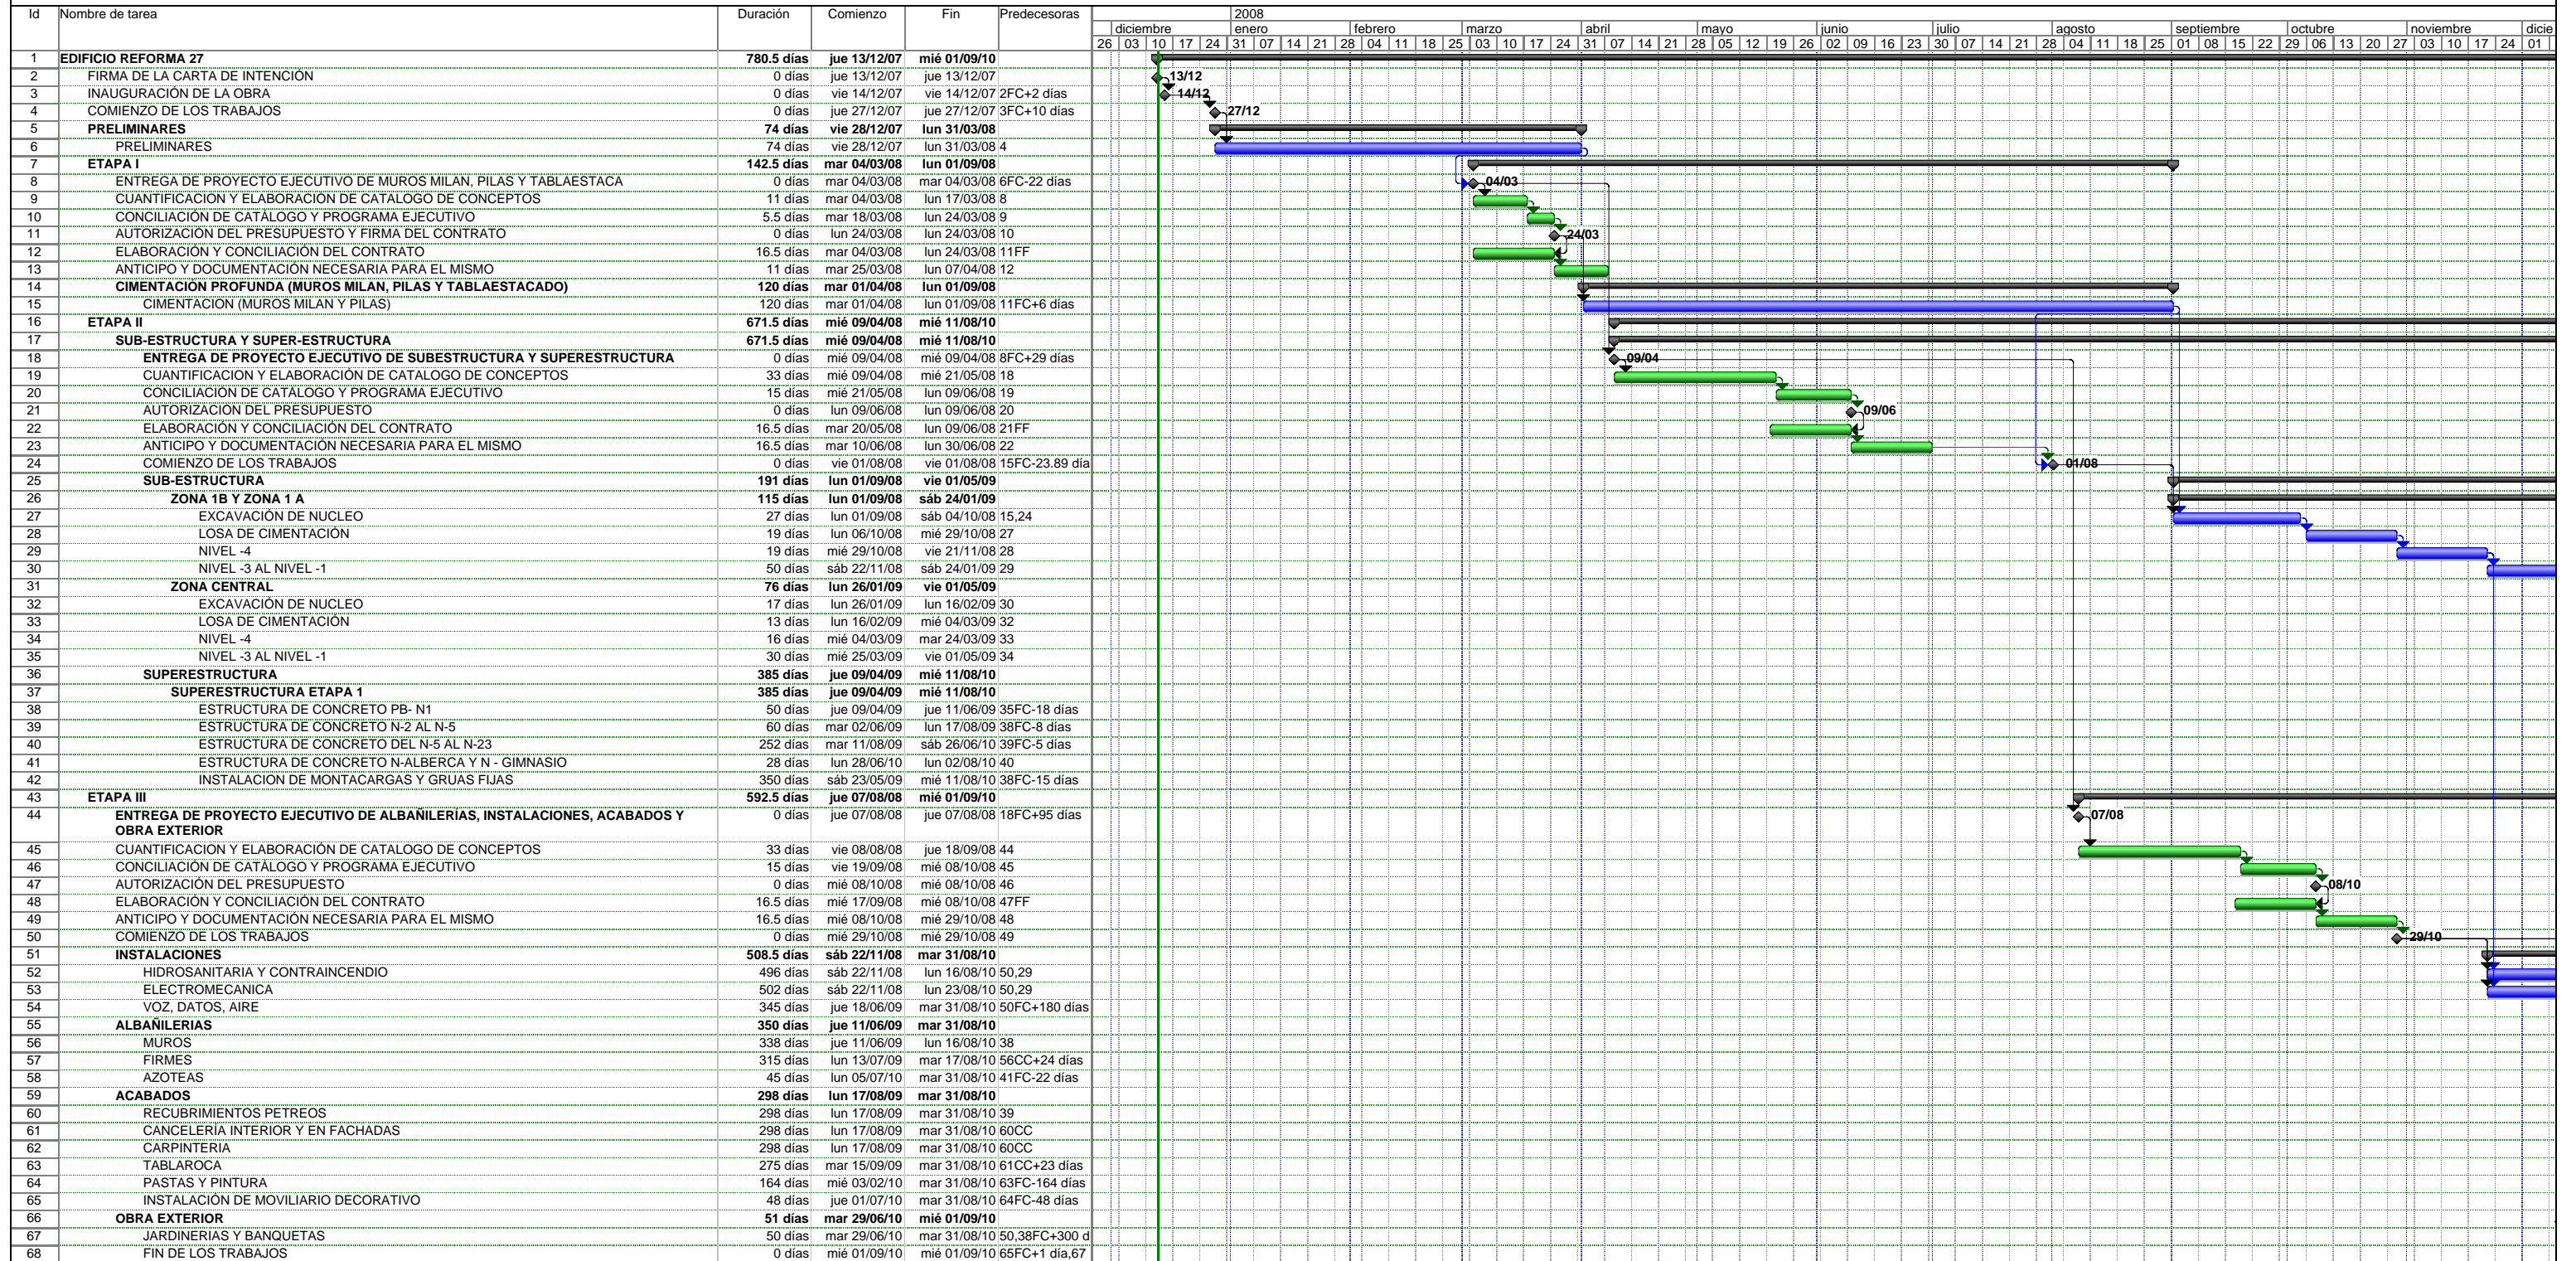 Id Nombre de tarea Duración Comienzo Fin Predecesoras 2008
diciembre enero febrero marzo abril mayo junio julio agosto septiembre octubre noviembre dicie
26 03 10 17 24 31 07 14 21 28 04 11 18 25 03 10 17 24 31 07 14 21 28 05 12 19 26 02 09 16 23 30 07 14 21 28 04 11 18 25 01 08 15 22 29 06 13 20 27 03 10 17 24 01
1 EDIFICIO REFORMA 27 780.5 días jue 13/12/07 mié 01/09/10
2 FIRMA DE LA CARTA DE INTENCIÓN 0 días jue 13/12/07 jue 13/12/07 13/12
3 INAUGURACIÓN DE LA OBRA 0 días vie 14/12/07 vie 14/12/07 2FC+2 días 14/12
4 COMIENZO DE LOS TRABAJOS 0 días jue 27/12/07 jue 27/12/07 3FC+10 días 27/12
5 PRELIMINARES 74 días vie 28/12/07 lun 31/03/08
6 PRELIMINARES 74 días vie 28/12/07 lun 31/03/08 4
7 ETAPA I 142.5 días mar 04/03/08 lun 01/09/08
8 ENTREGA DE PROYECTO EJECUTIVO DE MUROS MILAN, PILAS Y TABLAESTACA 0 días mar 04/03/08 mar 04/03/08 6FC-22 días 04/03
9 CUANTIFICACION Y ELABORACIÓN DE CATALOGO DE CONCEPTOS 11 días mar 04/03/08 lun 17/03/08 8
10 CONCILIACIÓN DE CATÁLOGO Y PROGRAMA EJECUTIVO 5.5 días mar 18/03/08 lun 24/03/08 9
11 AUTORIZACIÓN DEL PRESUPUESTO Y FIRMA DEL CONTRATO 0 días lun 24/03/08 lun 24/03/08 10 24/03
12 ELABORACIÓN Y CONCILIACIÓN DEL CONTRATO 16.5 días mar 04/03/08 lun 24/03/08 11FF
13 ANTICIPO Y DOCUMENTACIÓN NECESARIA PARA EL MISMO 11 días mar 25/03/08 lun 07/04/08 12
14 CIMENTACIÓN PROFUNDA (MUROS MILAN, PILAS Y TABLAESTACADO) 120 días mar 01/04/08 lun 01/09/08
15 CIMENTACION (MUROS MILAN Y PILAS) 120 días mar 01/04/08 lun 01/09/08 11FC+6 días
16 ETAPA II 671.5 días mié 09/04/08 mié 11/08/10
17 SUB-ESTRUCTURA Y SUPER-ESTRUCTURA 671.5 días mié 09/04/08 mié 11/08/10
18 ENTREGA DE PROYECTO EJECUTIVO DE SUBESTRUCTURA Y SUPERESTRUCTURA 0 días mié 09/04/08 mié 09/04/08 8FC+29 días 09/04
19 CUANTIFICACION Y ELABORACIÓN DE CATALOGO DE CONCEPTOS 33 días mié 09/04/08 mié 21/05/08 18
20 CONCILIACIÓN DE CATÁLOGO Y PROGRAMA EJECUTIVO 15 días mié 21/05/08 lun 09/06/08 19
21 AUTORIZACIÓN DEL PRESUPUESTO 0 días lun 09/06/08 lun 09/06/08 20 09/06
22 ELABORACIÓN Y CONCILIACIÓN DEL CONTRATO 16.5 días mar 20/05/08 lun 09/06/08 21FF
23 ANTICIPO Y DOCUMENTACIÓN NECESARIA PARA EL MISMO 16.5 días mar 10/06/08 lun 30/06/08 22
24 COMIENZO DE LOS TRABAJOS 0 días vie 01/08/08 vie 01/08/08 15FC-23.89 día 01/08
25 SUB-ESTRUCTURA 191 días lun 01/09/08 vie 01/05/09
26 ZONA 1B Y ZONA 1 A 115 días lun 01/09/08 sáb 24/01/09
27 EXCAVACIÓN DE NUCLEO 27 días lun 01/09/08 sáb 04/10/08 15,24
28 LOSA DE CIMENTACIÓN 19 días lun 06/10/08 mié 29/10/08 27
29 NIVEL -4 19 días mié 29/10/08 vie 21/11/08 28
30 NIVEL -3 AL NIVEL -1 50 días sáb 22/11/08 sáb 24/01/09 29
31 ZONA CENTRAL 76 días lun 26/01/09 vie 01/05/09
32 EXCAVACIÓN DE NUCLEO 17 días lun 26/01/09 lun 16/02/09 30
33 LOSA DE CIMENTACIÓN 13 días lun 16/02/09 mié 04/03/09 32
34 NIVEL -4 16 días mié 04/03/09 mar 24/03/09 33
35 NIVEL -3 AL NIVEL -1 30 días mié 25/03/09 vie 01/05/09 34
36 SUPERESTRUCTURA 385 días jue 09/04/09 mié 11/08/10
37 SUPERESTRUCTURA ETAPA 1 385 días jue 09/04/09 mié 11/08/10
38 ESTRUCTURA DE CONCRETO PB- N1 50 días jue 09/04/09 jue 11/06/09 35FC-18 días
39 ESTRUCTURA DE CONCRETO N-2 AL N-5 60 días mar 02/06/09 lun 17/08/09 38FC-8 días
40 ESTRUCTURA DE CONCRETO DEL N-5 AL N-23 252 días mar 11/08/09 sáb 26/06/10 39FC-5 días
41 ESTRUCTURA DE CONCRETO N-ALBERCA Y N - GIMNASIO 28 días lun 28/06/10 lun 02/08/10 40
42 INSTALACION DE MONTACARGAS Y GRUAS FIJAS 350 días sáb 23/05/09 mié 11/08/10 38FC-15 días
43 ETAPA III 592.5 días jue 07/08/08 mié 01/09/10
44 ENTREGA DE PROYECTO EJECUTIVO DE ALBAÑILERÍAS, INSTALACIONES, ACABADOS Y 0 días jue 07/08/08 jue 07/08/08 18FC+95 días 07/08
OBRA EXTERIOR
45 CUANTIFICACION Y ELABORACIÓN DE CATALOGO DE CONCEPTOS 33 días vie 08/08/08 jue 18/09/08 44
46 CONCILIACIÓN DE CATÁLOGO Y PROGRAMA EJECUTIVO 15 días vie 19/09/08 mié 08/10/08 45
47 AUTORIZACIÓN DEL PRESUPUESTO 0 días mié 08/10/08 mié 08/10/08 46 08/10
48 ELABORACIÓN Y CONCILIACIÓN DEL CONTRATO 16.5 días mié 17/09/08 mié 08/10/08 47FF
49 ANTICIPO Y DOCUMENTACIÓN NECESARIA PARA EL MISMO 16.5 días mié 08/10/08 mié 29/10/08 48
50 COMIENZO DE LOS TRABAJOS 0 días mié 29/10/08 mié 29/10/08 49 29/10
51 INSTALACIONES 508.5 días sáb 22/11/08 mar 31/08/10
52 HIDROSANITARIA Y CONTRAINCENDIO 496 días sáb 22/11/08 lun 16/08/10 50,29
53 ELECTROMECANICA 502 días sáb 22/11/08 lun 23/08/10 50,29
54 VOZ, DATOS, AIRE 345 días jue 18/06/09 mar 31/08/10 50FC+180 días
55 ALBAÑILERIAS 350 días jue 11/06/09 mar 31/08/10
56 MUROS 338 días jue 11/06/09 lun 16/08/10 38
57 FIRMES 315 días lun 13/07/09 mar 17/08/10 56CC+24 días
58 AZOTEAS 45 días lun 05/07/10 mar 31/08/10 41FC-22 días
59 ACABADOS 298 días lun 17/08/09 mar 31/08/10
60 RECUBRIMIENTOS PETREOS 298 días lun 17/08/09 mar 31/08/10 39
61 CANCELERÍA INTERIOR Y EN FACHADAS 298 días lun 17/08/09 mar 31/08/10 60CC
62 CARPINTERIA 298 días lun 17/08/09 mar 31/08/10 60CC
63 TABLAROCA 275 días mar 15/09/09 mar 31/08/10 61CC+23 días
64 PASTAS Y PINTURA 164 días mié 03/02/10 mar 31/08/10 63FC-164 días
65 INSTALACIÓN DE MOVILIARIO DECORATIVO 48 días jue 01/07/10 mar 31/08/10 64FC-48 días
66 OBRA EXTERIOR 51 días mar 29/06/10 mié 01/09/10
67 JARDINERIAS Y BANQUETAS 50 días mar 29/06/10 mar 31/08/10 50,38FC+300 d
68 FIN DE LOS TRABAJOS 0 días mié 01/09/10 mié 01/09/10 65FC+1 día,67